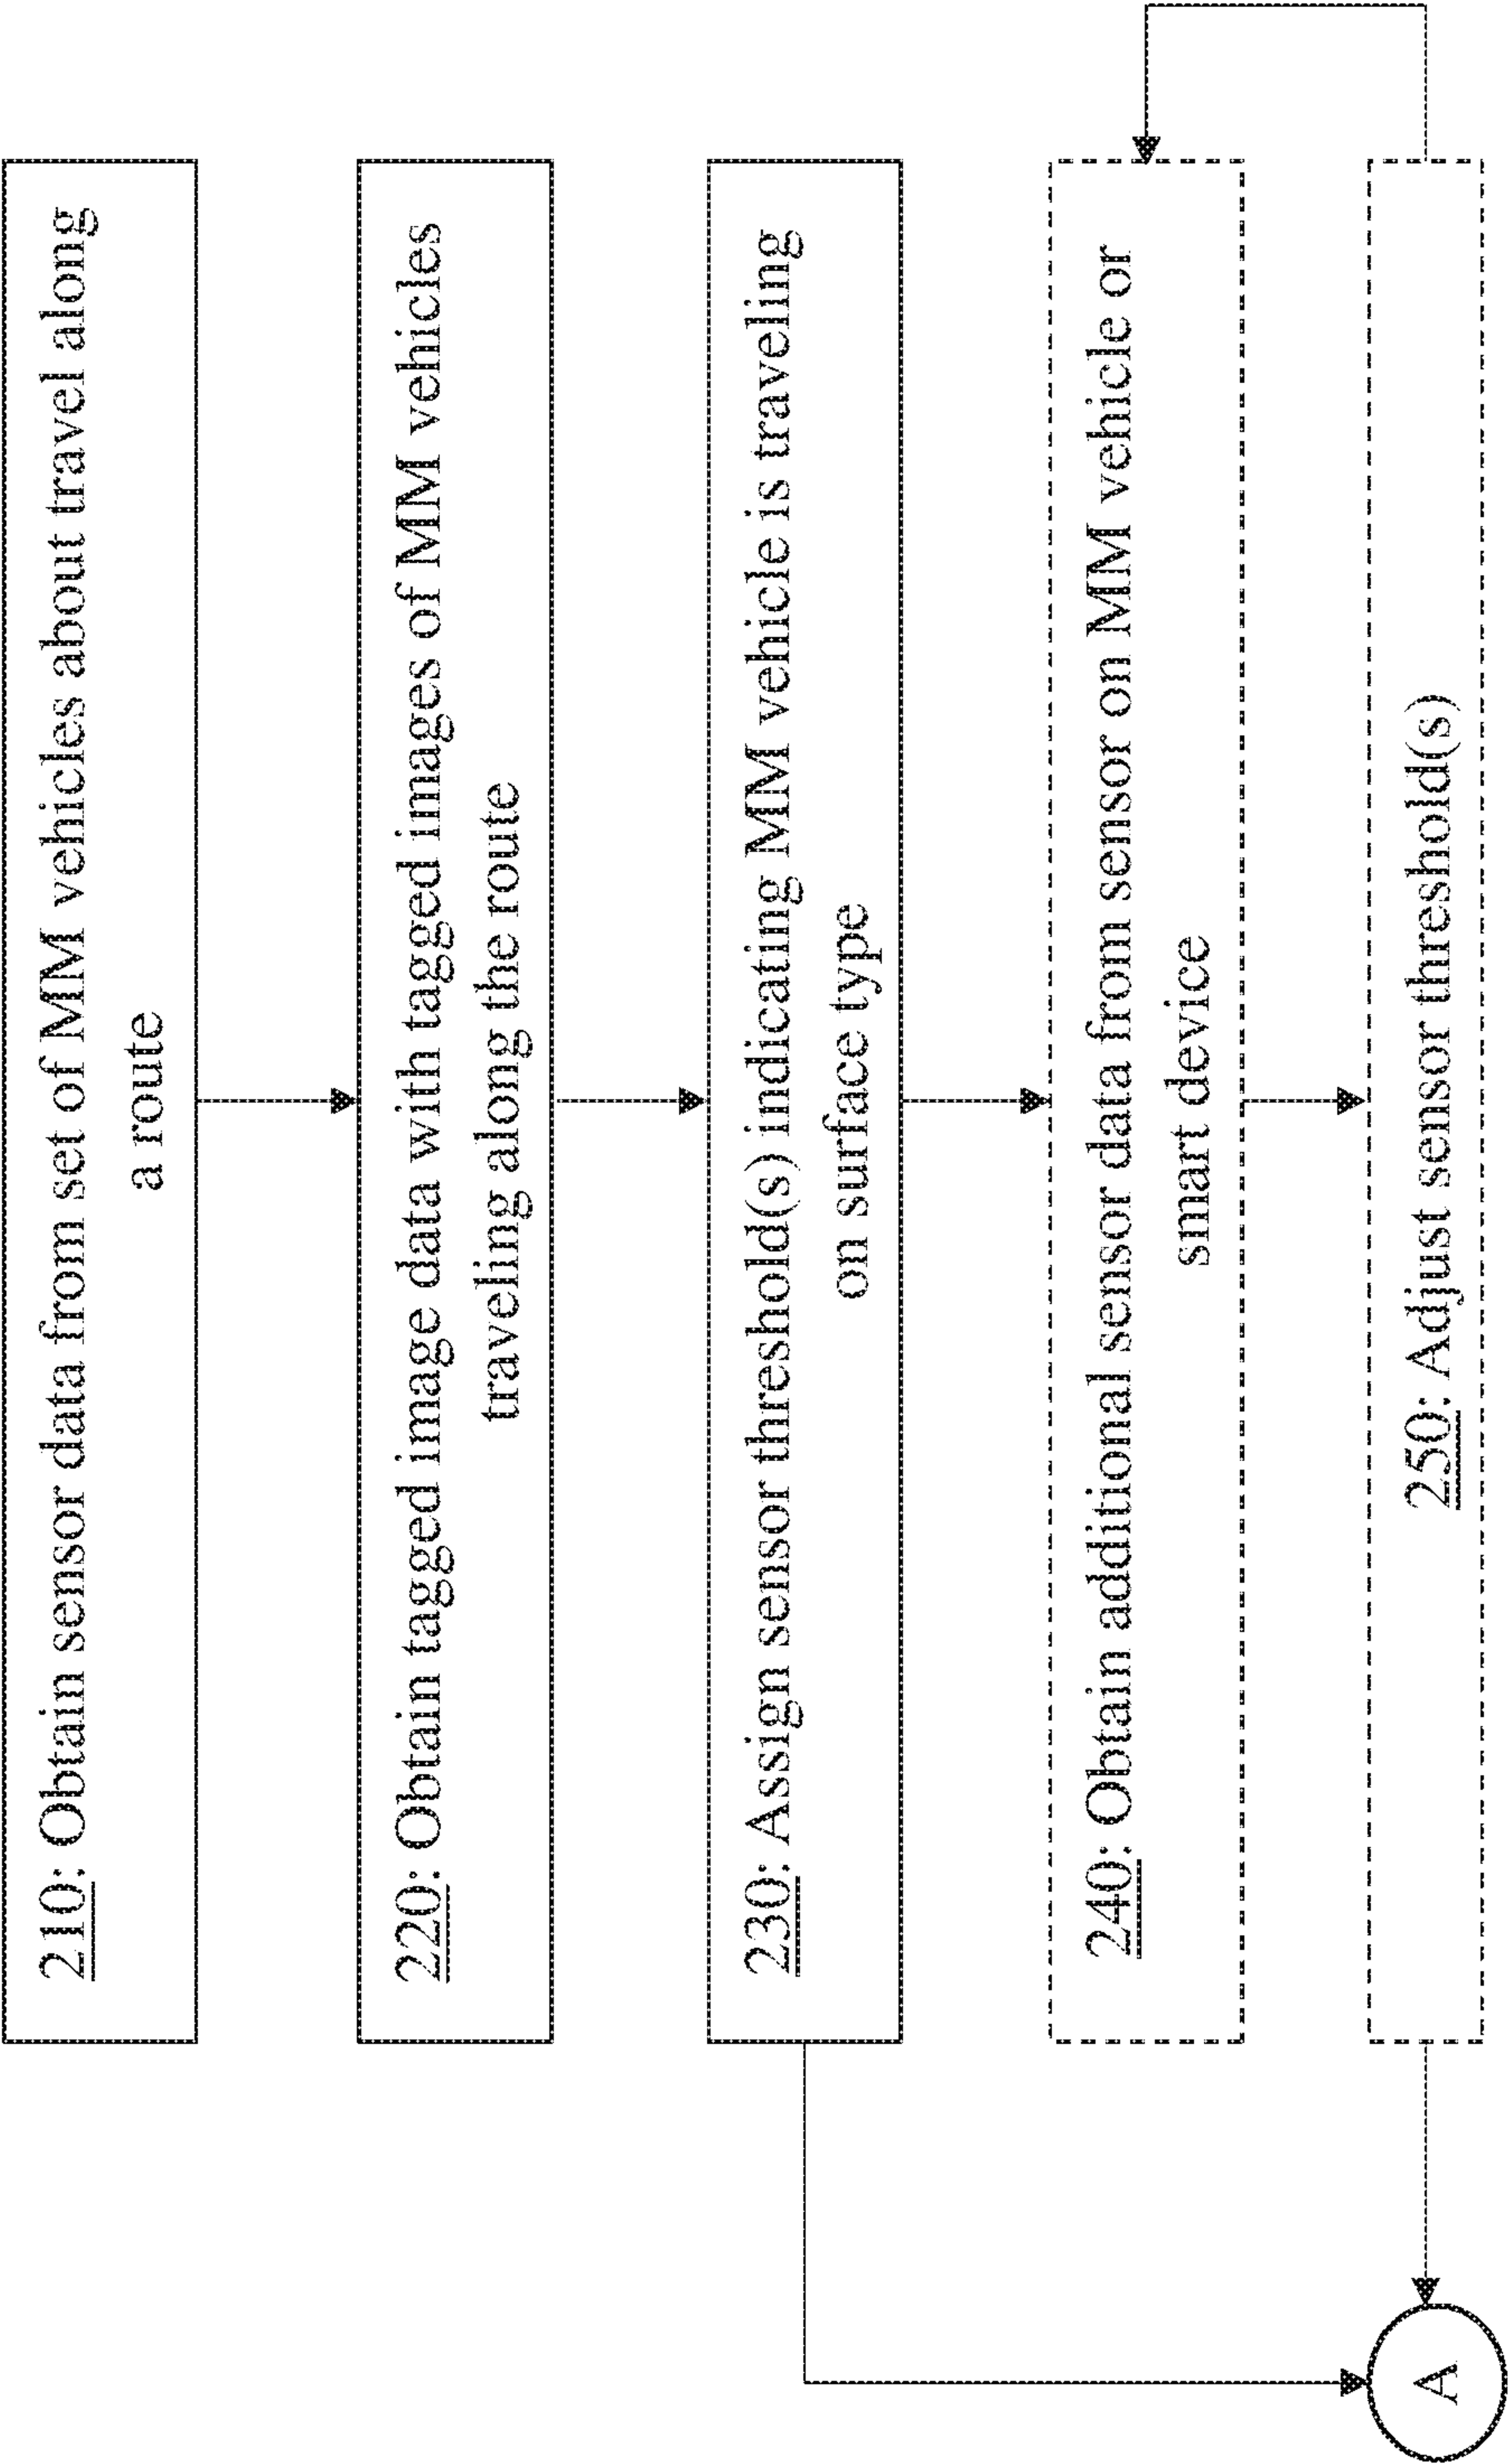 210: Obtain sensor data from set of MM vehicles about travel along
a route
220: Obtain tagged image data with tagged images of MM vehicles
traveling along the route
230: Assign sensor threshold(s) indicating MM vehicle is traveling
on surface type
240: Obtain additional sensor data from sensor on MM vehicle or
smart device
250: Adjust sensor threshold(s)
A